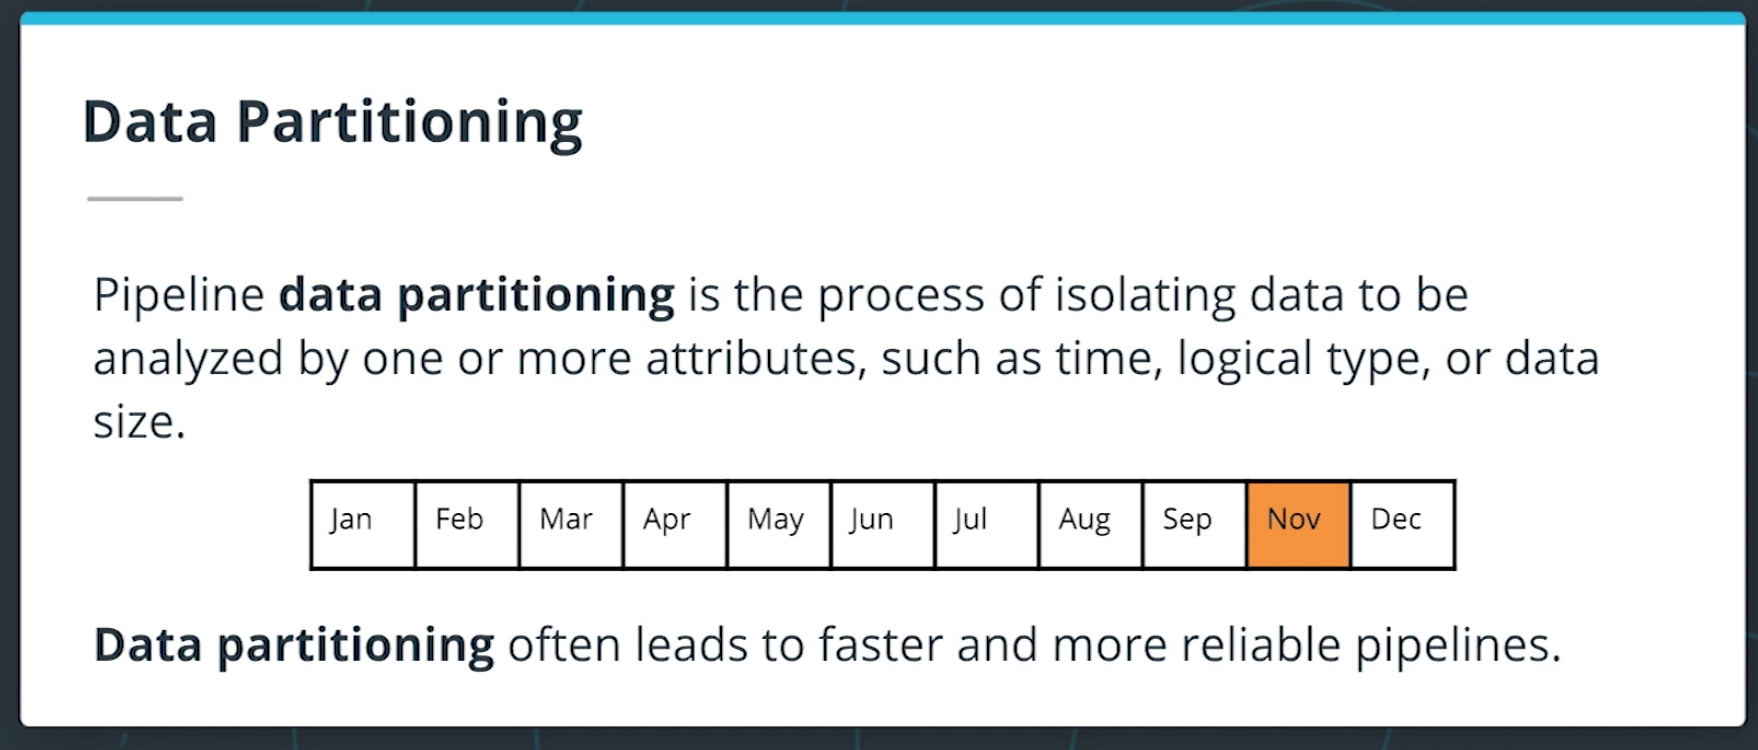 Data Partitioning
Pipeline data partitioning is the process of isolating data to be
analyzed by one or more attributes, such as time, logical type, or data
size.
Jan Feb Mar Apr May Jun Jul Aug Sep Nov Dec
Data partitioning often leads to faster and more reliable pipelines.